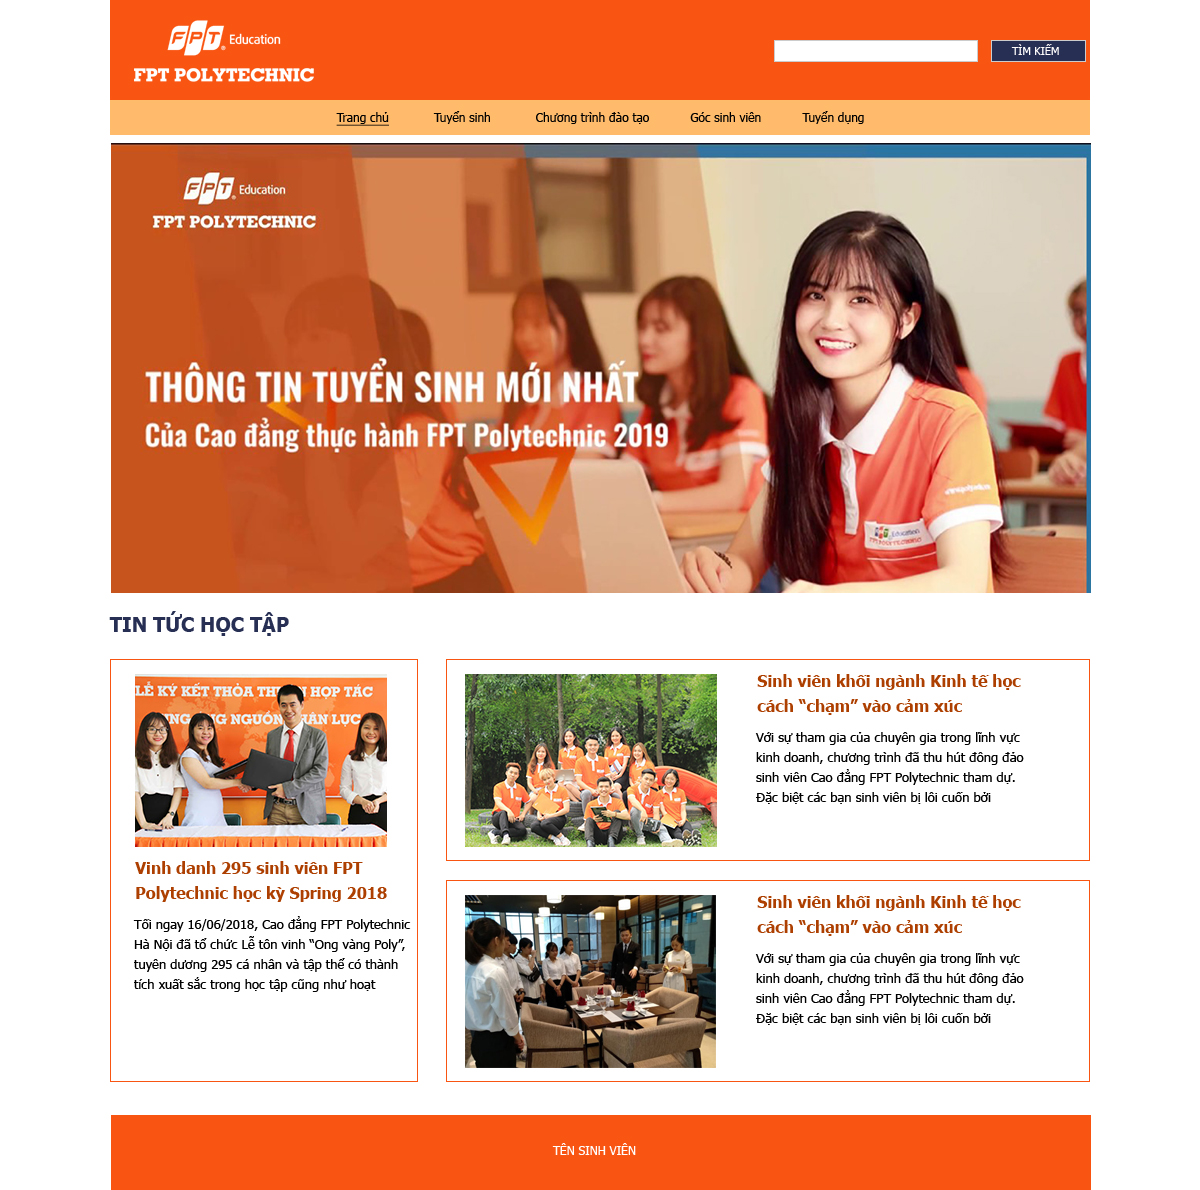 FPT Education
FPT POLYTECHNIC
TÌM KIẾM
Trang chủ
Tuyển sinh
Chương trình đào tạo
Góc sinh viên
Tuyển dụng
FPT Education
FPT POLYTECHNIC
THÔNG TIN TUYỂN SINH MỚI NHẤT
Của Cao đẳng thực hành FPT Polytechnic 2019
Education
FPT POLYTECHNIC
TIN TỨC HỌC TẬP
LỄ KÝ KẾT THỎA HỢP TÁC
NGUỒN
LỰC
Vinh danh 295 sinh viên FPT
Polytechnic học kỳ Spring 2018
Tối ngay 16/06/2018, Cao đẳng FPT Polytechnic
Hà Nội đã tổ chức Lễ tôn vinh “Ong vàng Poly”,
tuyên dương 295 cá nhân và tập thể có thành
tích xuất sắc trong học tập cũng như hoạt
Sinh viên khối ngành Kinh tế học
cách “chạm” vào cảm xúc
Với sự tham gia của chuyên gia trong lĩnh vực
kinh doanh, chương trình đã thu hút đông đảo
sinh viên Cao đẳng FPT Polytechnic tham dự.
Đặc biệt các bạn sinh viên bị lôi cuốn bởi
Sinh viên khối ngành Kinh tế học
cách “chạm” vào cảm xúc
Với sự tham gia của chuyên gia trong lĩnh vực
kinh doanh, chương trình đã thu hút đông đảo
sinh viên Cao đẳng FPT Polytechnic tham dự.
Đặc biệt các bạn sinh viên bị lôi cuốn bởi
TÊN SINH VIÊN